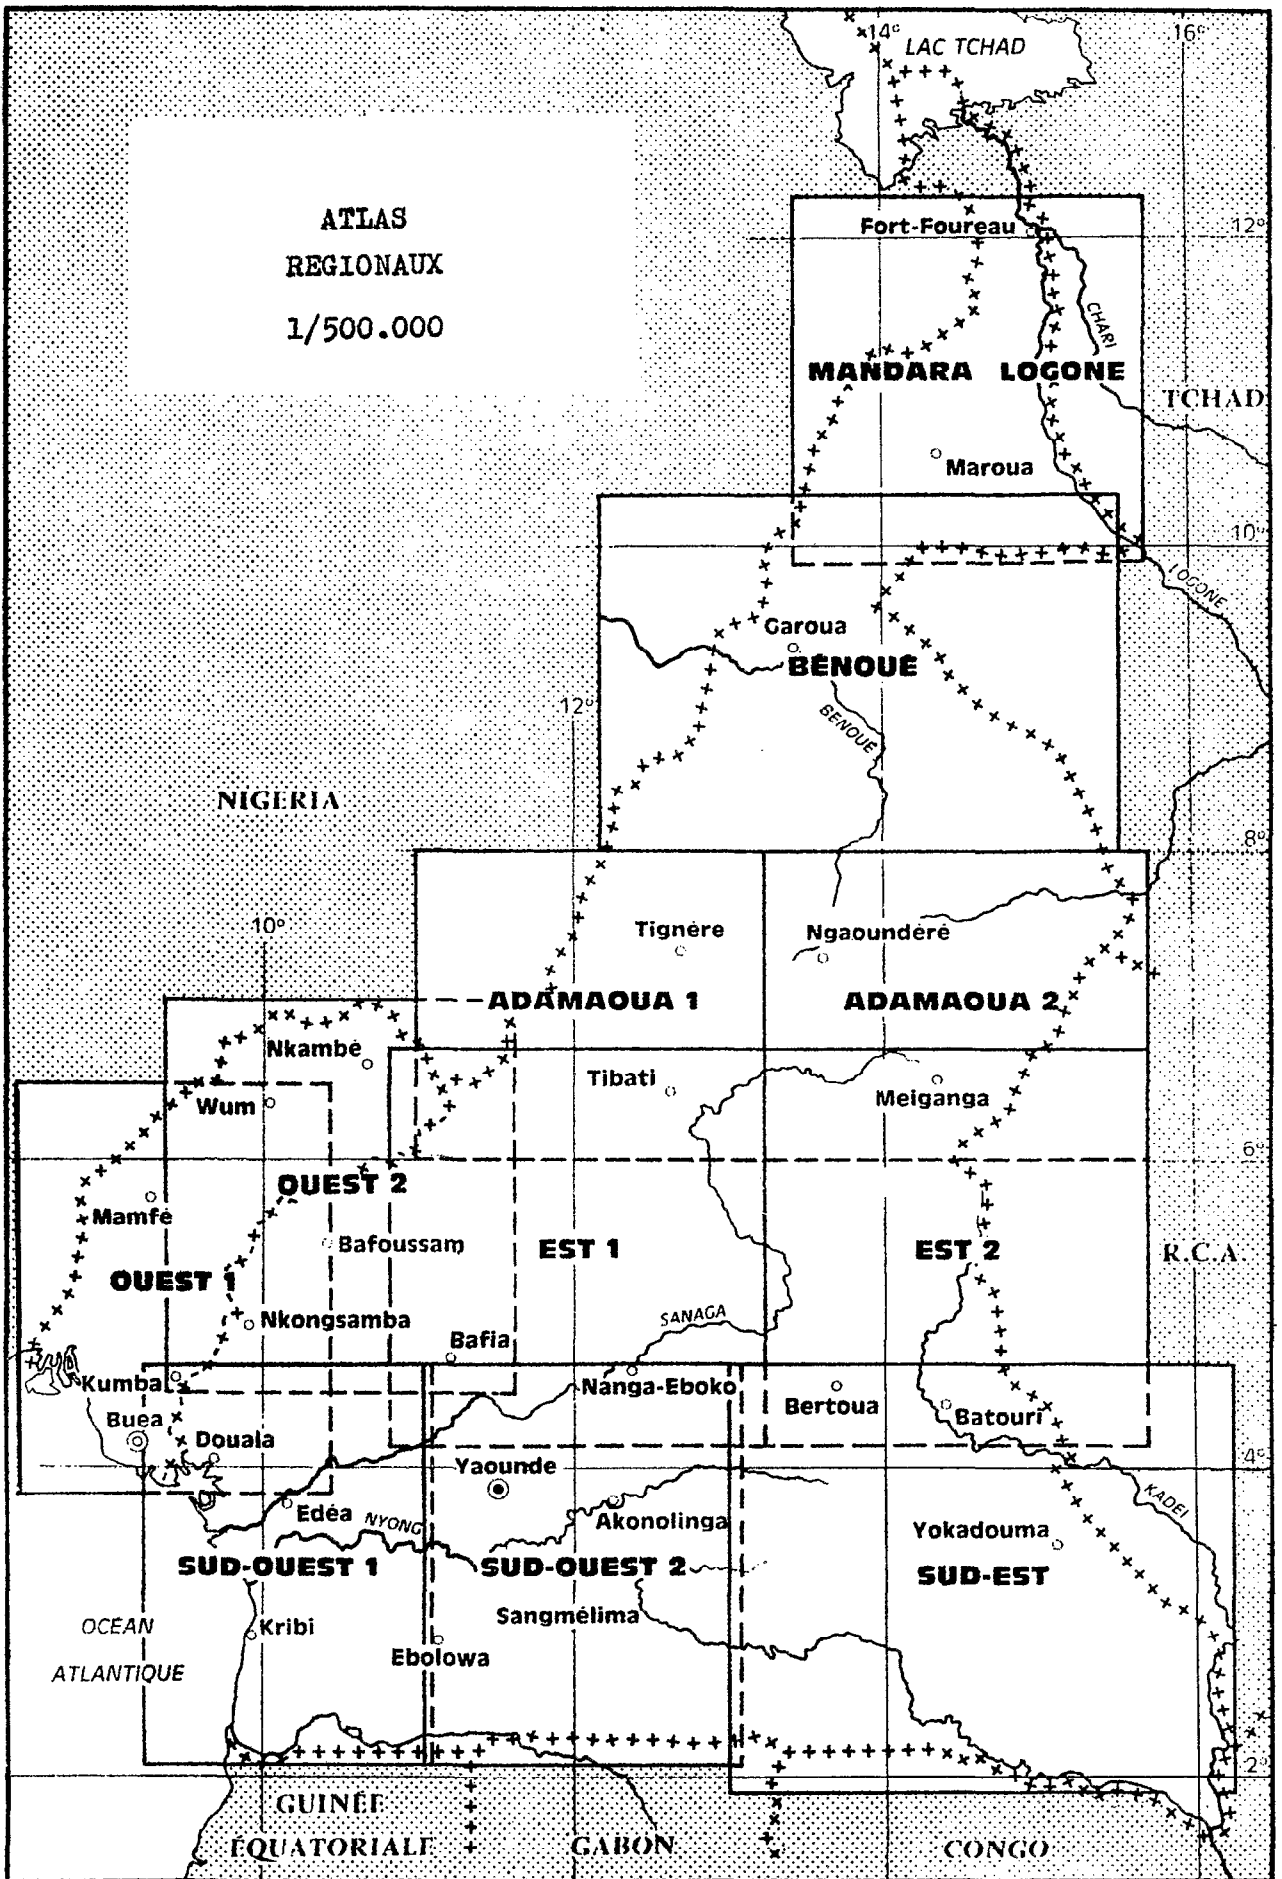 14°
16°
LAC TCHAD
ATLAS
REGIONAUX
1/500.000
Fort-Foureau
12°
CHARI
MANDARA LOGONE
TCHAD
Maroua
10°
LOGONE
Garoua
BÉNOUÉ
12°
BÉNOUÉ
NIGERIA
8°
10°
Tignère
Ngaoundéré
ADAMAOUA 1
ADAMAOUA 2
Nkambé
Tibati
Meiganga
Wum
6°
OUEST 2
Mamfé
Bafoussam
EST 1
EST 2
R.C.A
OUEST 1
Nkongsamba
SANAGA
Bafia
Kumba
Nanga-Eboko
Bertoua
Batouri
Buea
Douala
4°
Yaounde
KADEI
Edéa
NYONG
Akonolinga
Yokadouma
SUD-OUEST 1
SUD-OUEST 2
SUD-EST
Sangmélima
OCÉAN
ATLANTIQUE
Kribi
Ebolowa
2°
GUINÉE
ÉQUATORIALE
GABON
CONGO